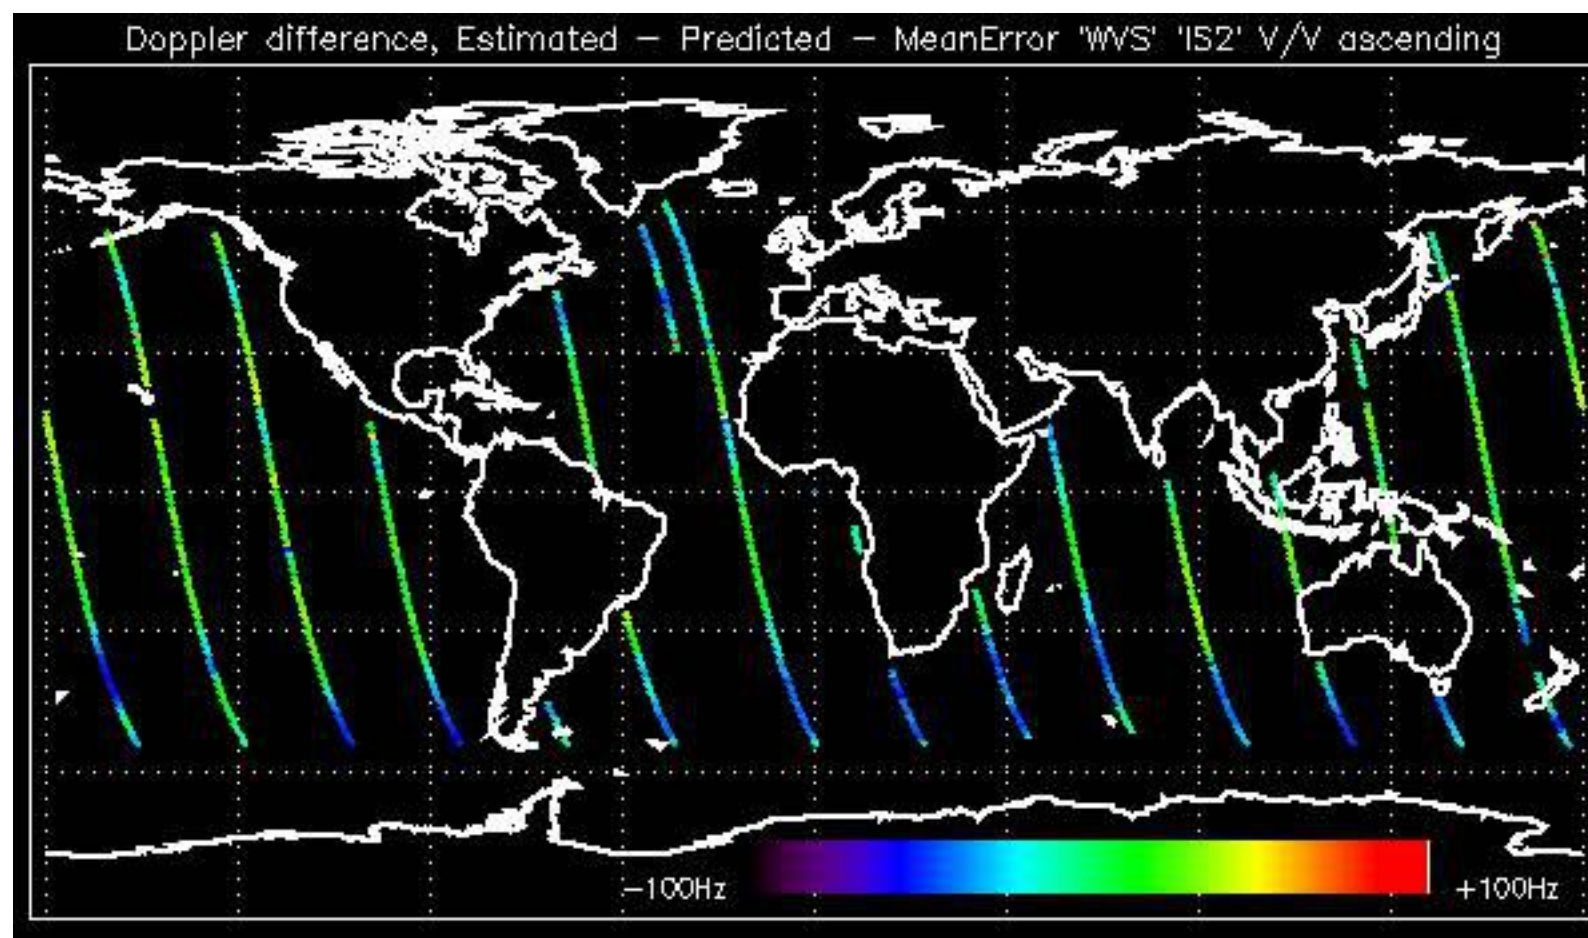 Doppler difference, Estimated − Predicted − MeanError 'WVS' 'IS2' V/V ascending
−100Hz
+100Hz